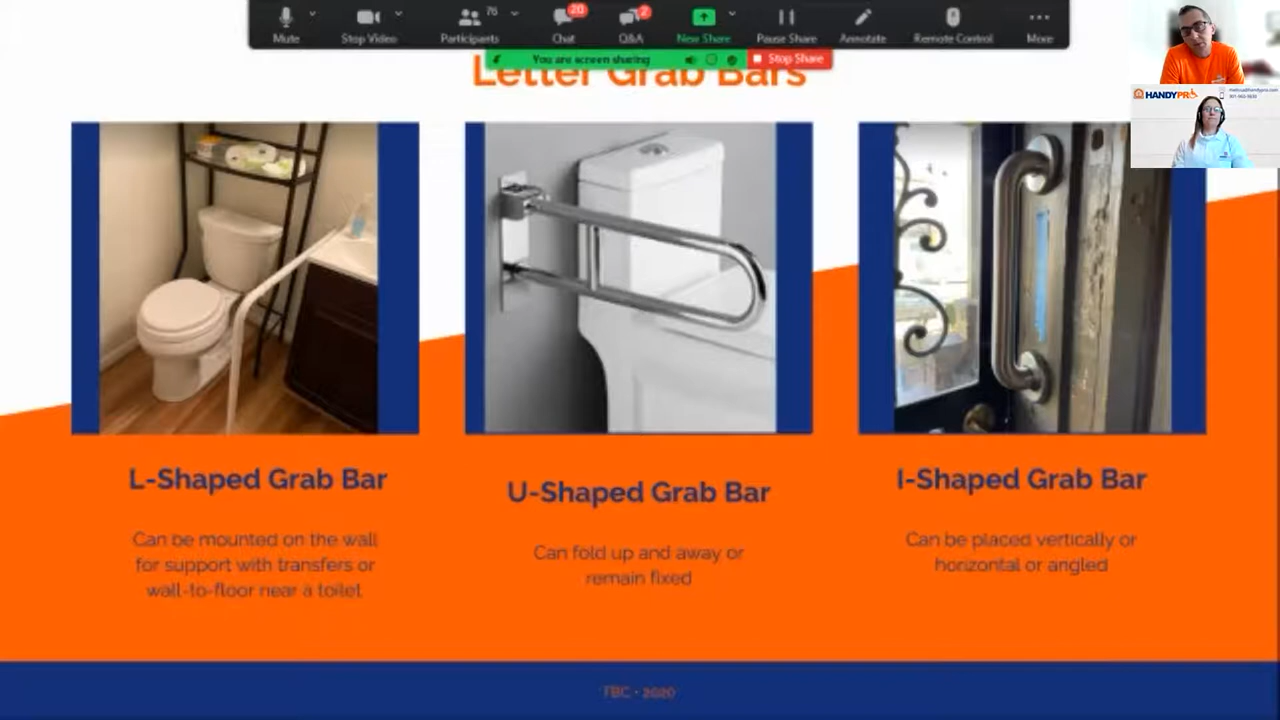 Mute
Stop Video
76
Participants
20
Chat
2
Q&A
New Share
Pause Share
Annotate
Remote Control
More
You are screen sharing
Stop Share
HANDYPRO
Letter Grab Bars
L-Shaped Grab Bar
Can be mounted on the wall
for support with transfers or
wall-to-floor near a toilet
U-Shaped Grab Bar
Can fold up and away or
remain fixed
I-Shaped Grab Bar
Can be placed vertically or
horizontal or angled
TBC • 2020